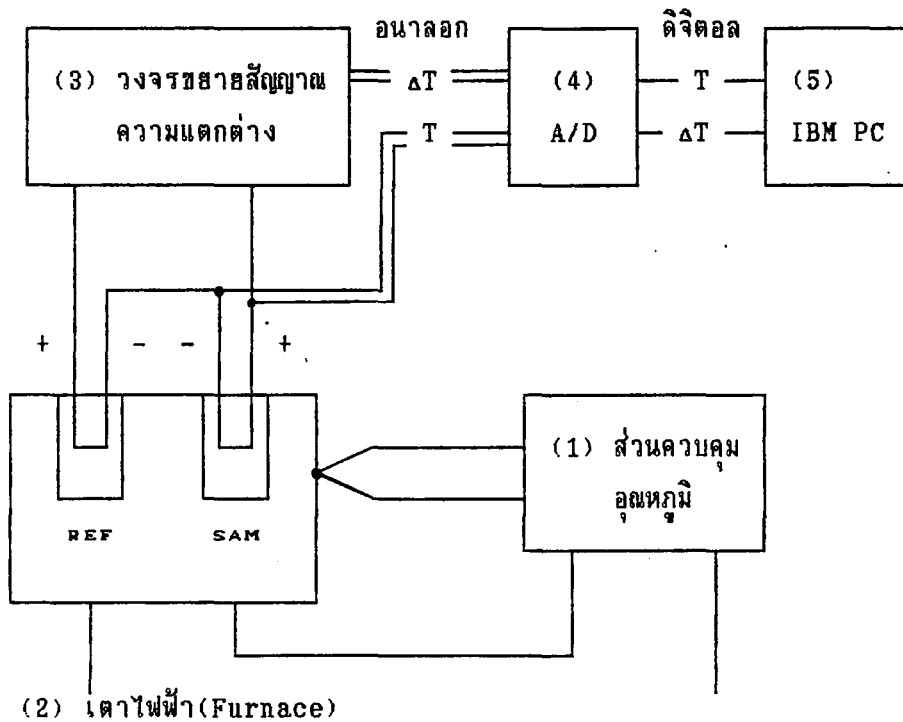 อนาลอก
ดิจิตอล
(3) วงจรขยายสัญญาณ
ความแตกต่าง
ΔT
T
(4)
A/D
T
ΔT
(5)
IBM PC
+ - - +
REF
SAM
(1) ส่วนควบคุม
อุณหภูมิ
(2) เตาไฟฟ้า(Furnace)